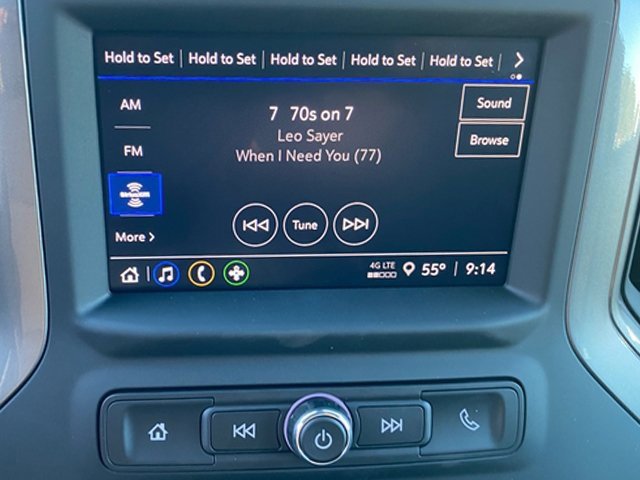 Hold to Set Hold to Set Hold to Set Hold to Set Hold to Set
AM
7 70s on 7
Sound
Leo Sayer
FM
When I Need You (77)
Browse
SiriusXM
Tune
More
4G LTE
55° 9:14